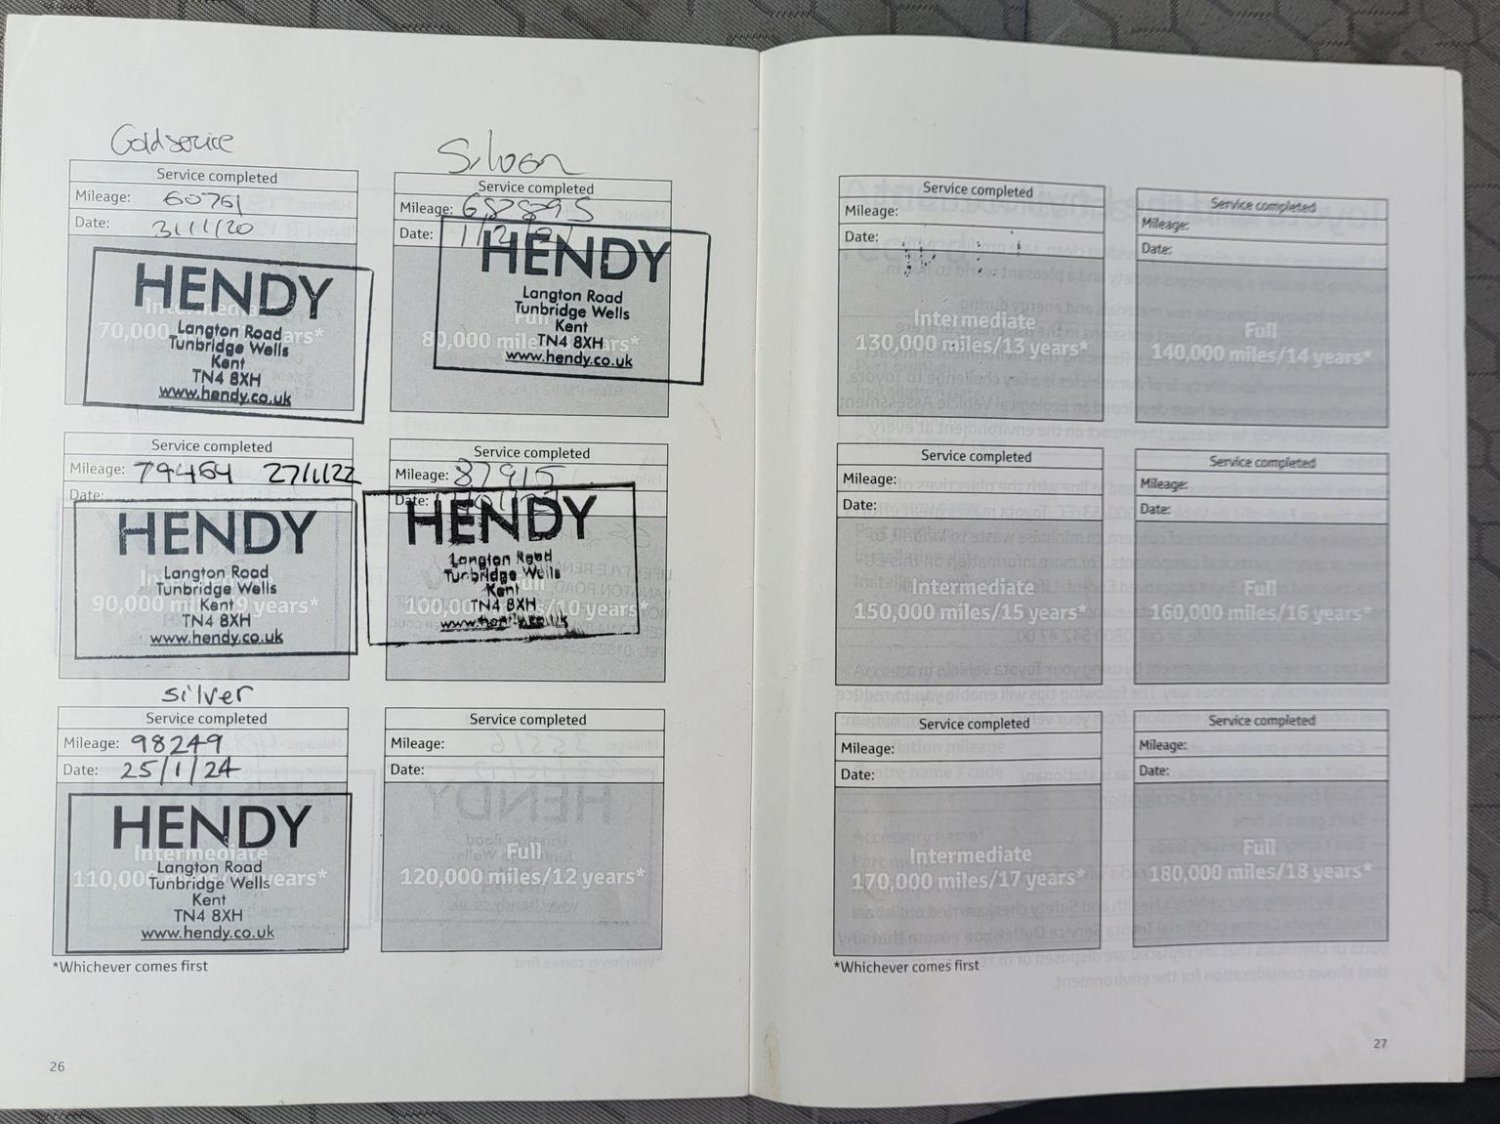 Gold service
Service completed
Mileage: 60761
Date: 31/1/20
HENDY
Langton Road
Tunbridge Wells
Kent
TN4 8XH
www.hendy.co.uk
70,000
Service completed
Mileage:
Date:
HENDY
Langton Road
Tunbridge Wells
Kent
TN4 8XH
www.hendy.co.uk
80,000
Service completed
Mileage: 79464 27/1/22
Date:
HENDY
Langton Road
Tunbridge Wells
Kent
TN4 8XH
www.hendy.co.uk
90,000 years*
Service completed
Mileage: 87915
Date:
HENDY
Langton Road
Tunbridge Wells
Kent
TN4 8XH
100,000 /10 years*
silver
Service completed
Mileage: 98249
Date: 25/1/24
HENDY
Intermediate
Langton Road
110,000 years*
Tunbridge Wells
Kent
TN4 8XH
www.hendy.co.uk
Service completed
Mileage:
Date:
Full
120,000 miles/12 years*
*Whichever comes first
26
Service completed
Mileage:
Date:
Intermediate
130,000 miles/13 years*
Service completed
Mileage:
Date:
Full
140,000 miles/14 years*
Service completed
Mileage:
Date:
Intermediate
150,000 miles/15 years*
Service completed
Mileage:
Date:
Full
160,000 miles/16 years*
Service completed
Mileage:
Date:
Intermediate
170,000 miles/17 years*
Service completed
Mileage:
Date:
Full
180,000 miles/18 years*
*Whichever comes first
27